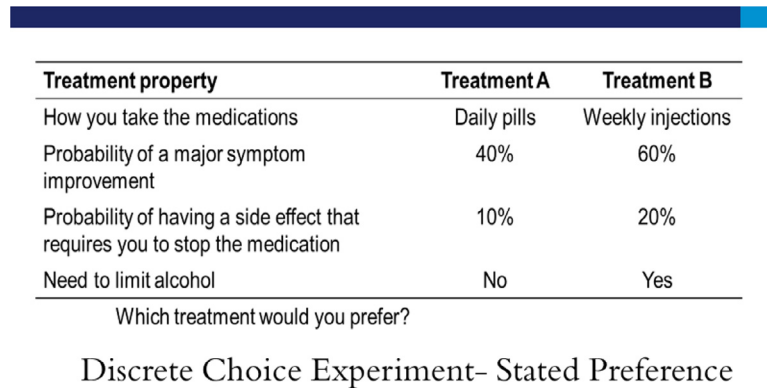 Treatment property Treatment A Treatment B
How you take the medications Daily pills Weekly injections
Probability of a major symptom 40% 60%
improvement
Probability of having a side effect that 10% 20%
requires you to stop the medication
Need to limit alcohol No Yes
Which treatment would you prefer?
Discrete Choice Experiment- Stated Preference